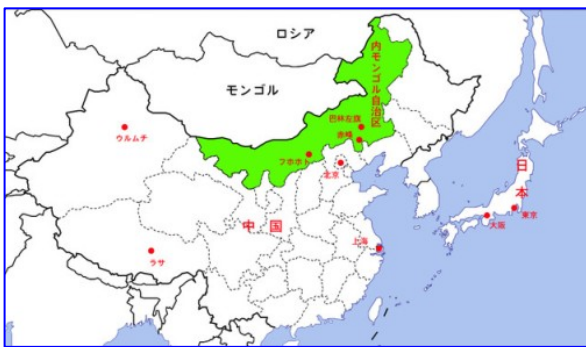 ロシア
モンゴル
内モンゴル自治区
巴林左旗
赤峰
ウルムチ
フホホト
北京
中国
日本
東京
大阪
上海
ラサ